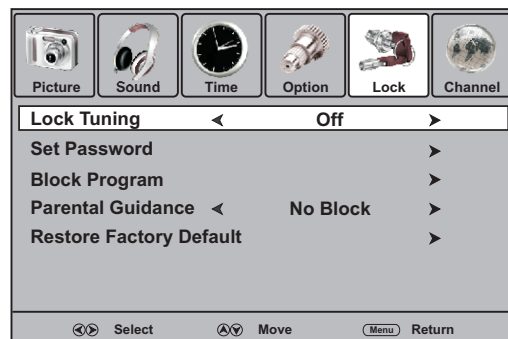 Picture Sound Time Option Lock Channel
Lock Tuning Off
Set Password
Block Program
Parental Guidance No Block
Restore Factory Default
Select Move Menu Return